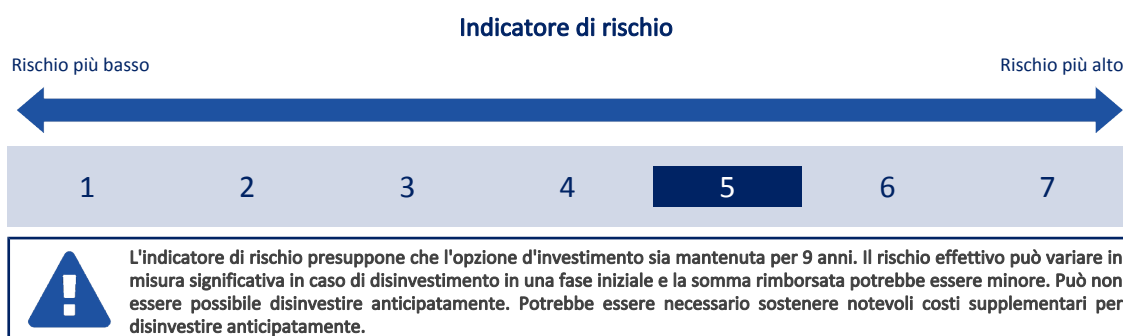 Indicatore di rischio
Rischio più basso Rischio più alto
1 2 3 4 5 6 7
L'indicatore di rischio presuppone che l'opzione d'investimento sia mantenuta per 9 anni. Il rischio effettivo può variare in
misura significativa in caso di disinvestimento in una fase iniziale e la somma rimborsata potrebbe essere minore. Può non
essere possibile disinvestire anticipatamente. Potrebbe essere necessario sostenere notevoli costi supplementari per
disinvestire anticipatamente.